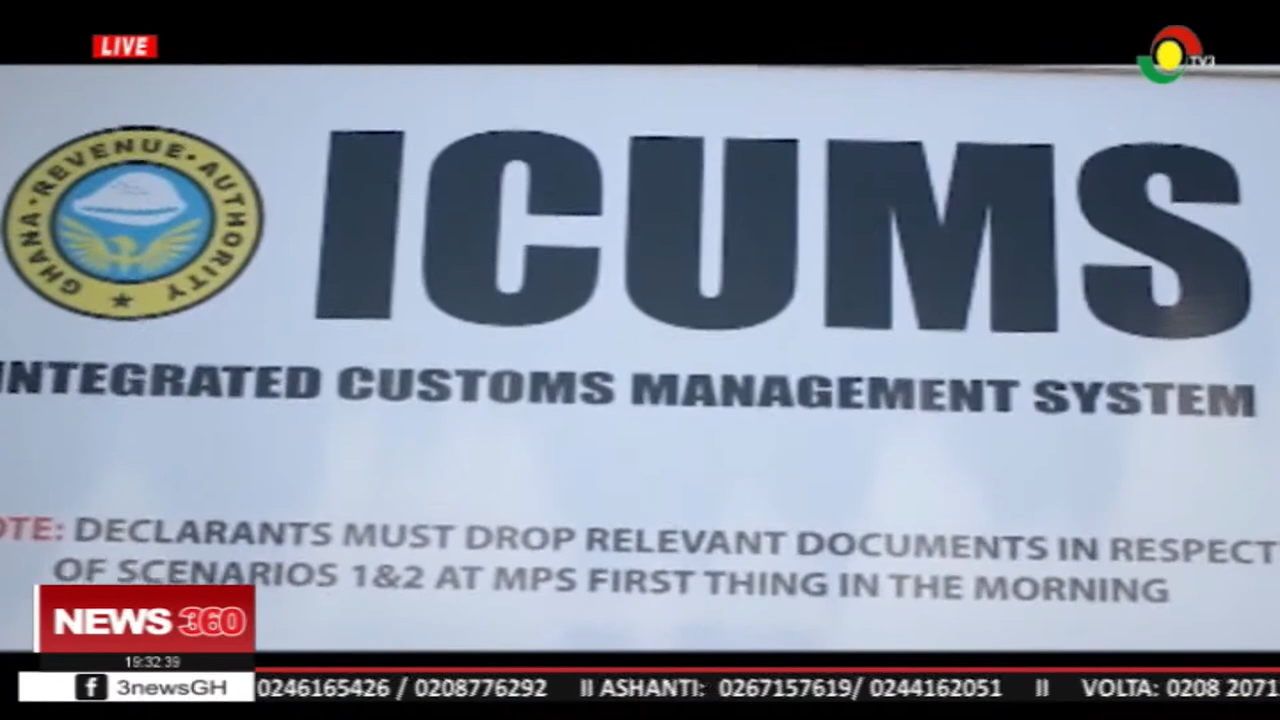 LIVE
TV3
GHANA • REVENUE • AUTHORITY
ICUMS
INTEGRATED CUSTOMS MANAGEMENT SYSTEM
OTE: DECLARANTS MUST DROP RELEVANT DOCUMENTS IN RESPECT
OF SCENARIOS 1&2 AT MPS FIRST THING IN THE MORNING
NEWS 360
19:32:39
f 3newsGH
0246165426 / 0208776292 II ASHANTI: 0267157619/ 0244162051 II VOLTA: 0208 2071